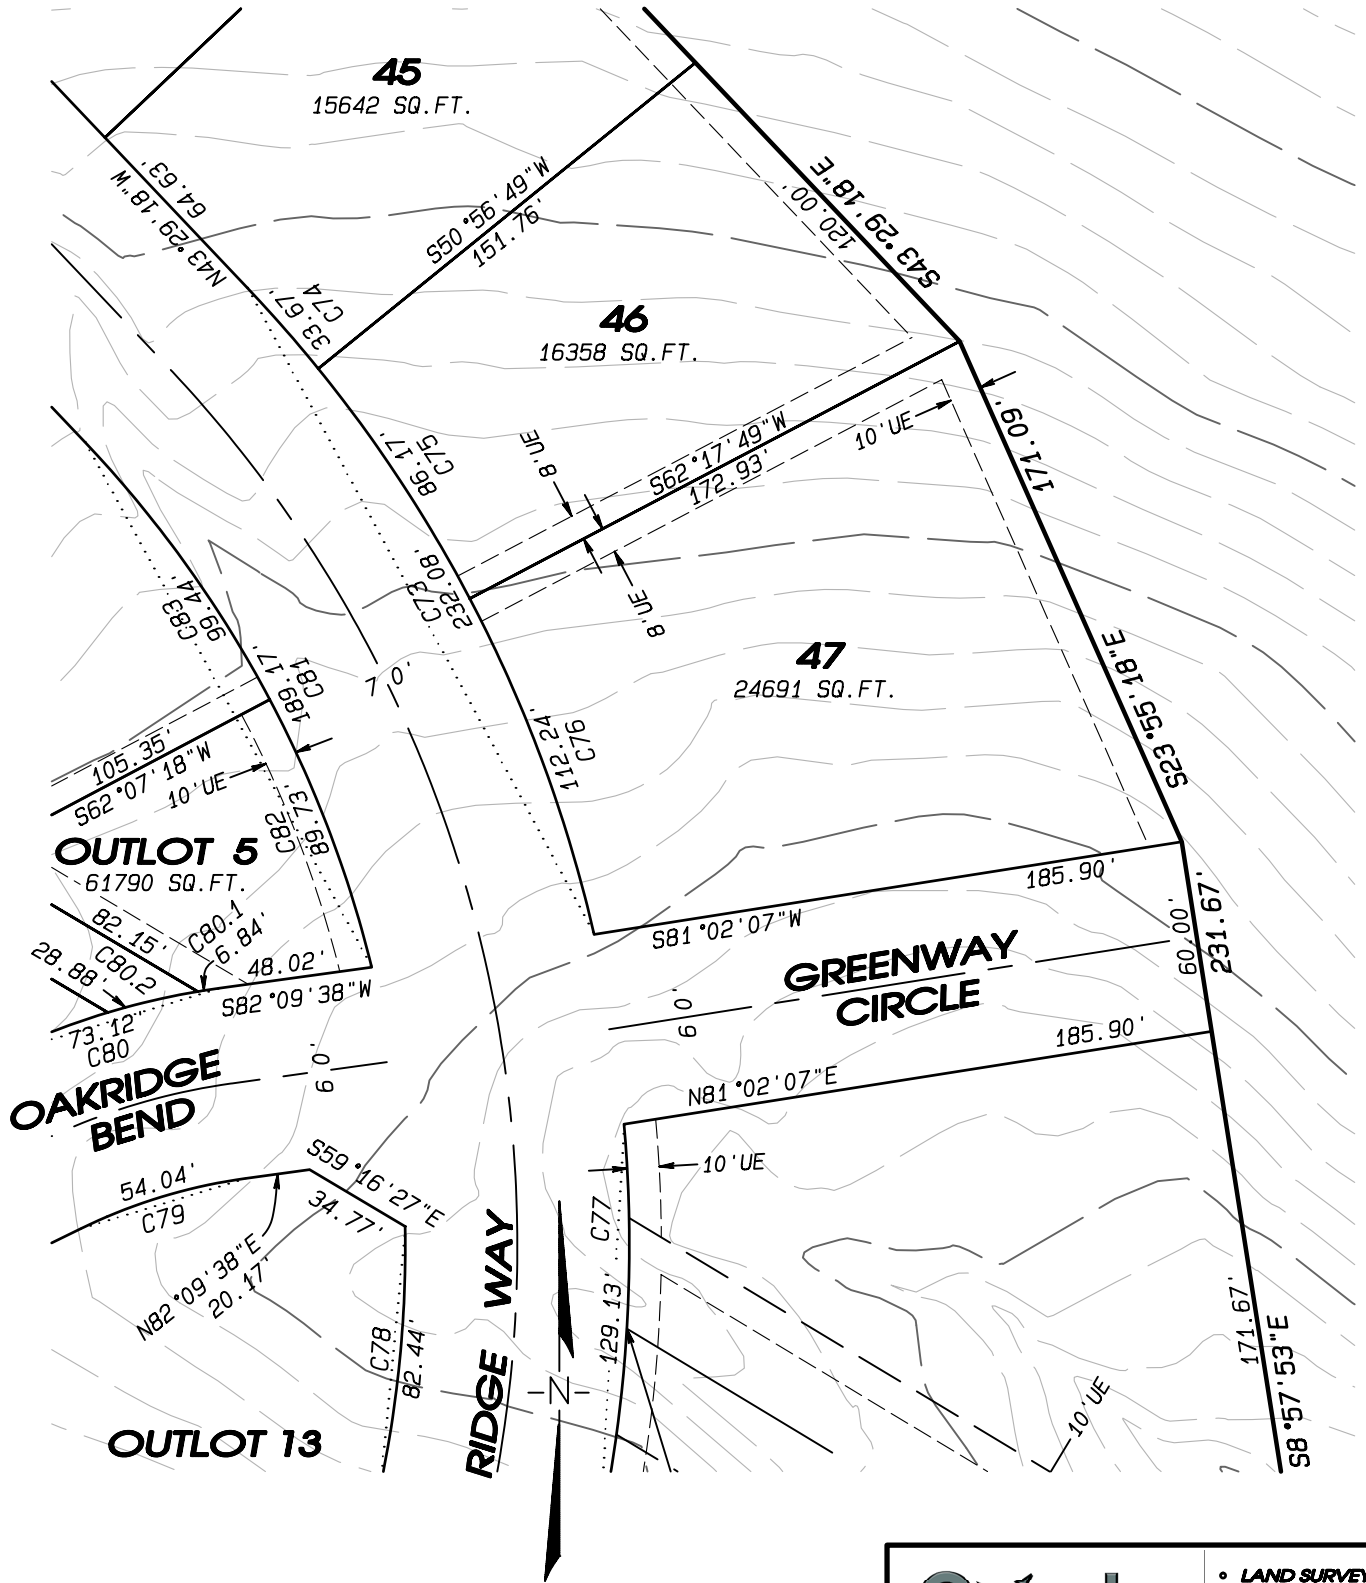 45
15642 SQ.FT.
64.63'
N43°29'18"W
S50°56'49"W
151.76'
120.00'
S43°29'18"E
33.67'
C74
46
16358 SQ.FT.
86.17'
C75
8'UE
S62°17'49"W
172.93'
10'UE
171.09'
C73
232.08'
8'UE
99.44'
C83
189.17'
C81
70'
47
24691 SQ.FT.
S23°55'18"E
112.24'
C76
105.35'
S62°07'18"W
10'UE
C82
89.73'
OUTLOT 5
61790 SQ.FT.
82.15'
C80.1
6.84'
28.88'
C80.2
48.02'
S82°09'38"W
73.12'
C80
185.90'
S81°02'07"W
60.00'
231.67'
GREENWAY
CIRCLE
60'
185.90'
N81°02'07"E
OAKRIDGE
BEND
60'
54.04'
C79
S59°16'27"E
34.77'
N82°09'38"E
20.17'
10'UE
C77
129.13'
C78
82.44'
RIDGE WAY
N
171.67'
S8°57'53"E
10'UE
OUTLOT 13
LAND SURVEY